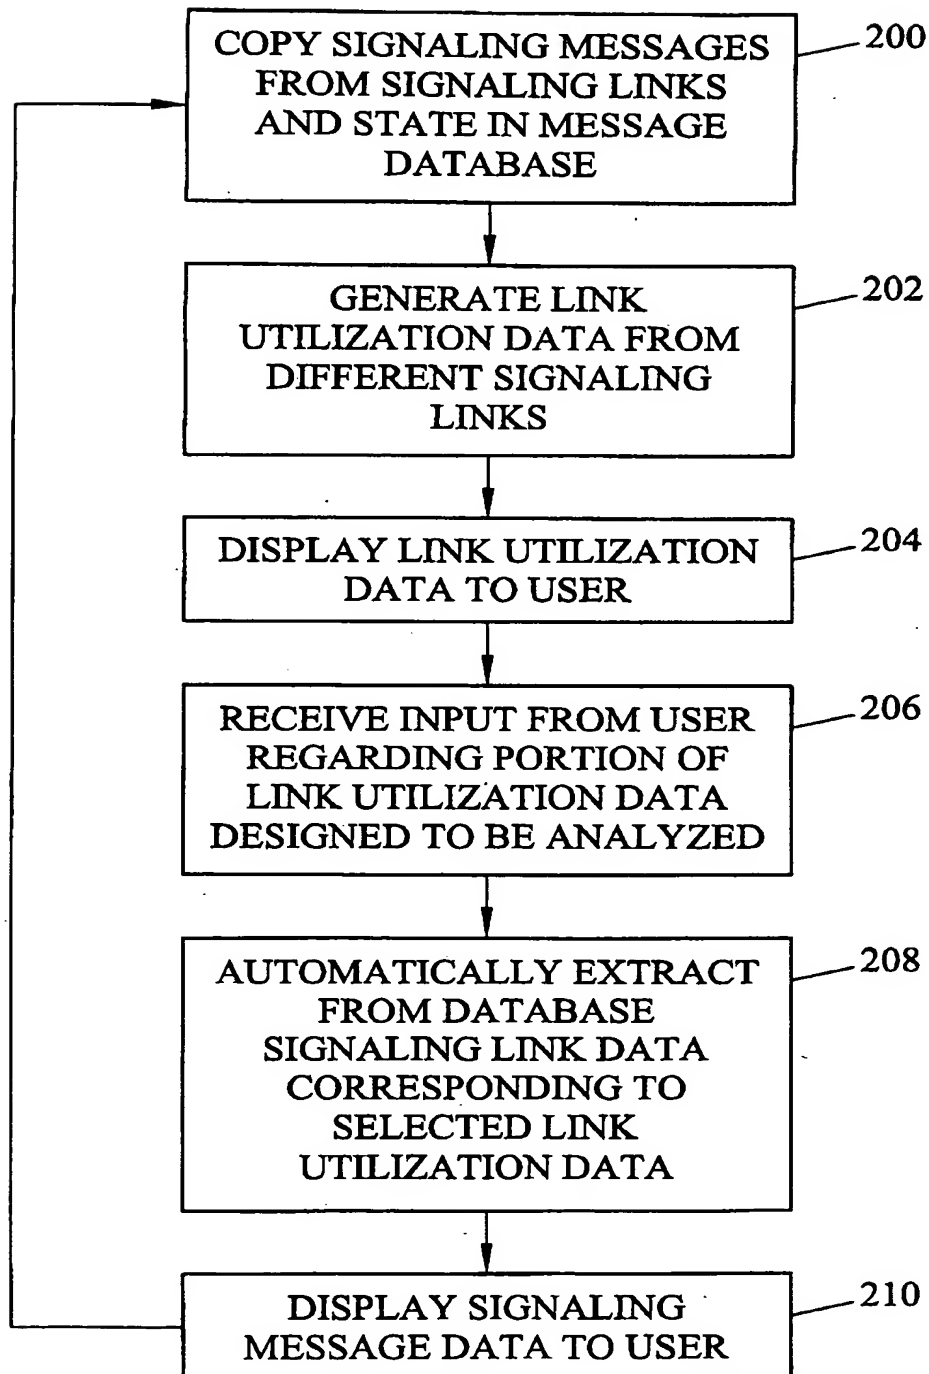 COPY SIGNALING MESSAGES
FROM SIGNALING LINKS
AND STATE IN MESSAGE
DATABASE
200
GENERATE LINK
UTILIZATION DATA FROM
DIFFERENT SIGNALING
LINKS
202
DISPLAY LINK UTILIZATION
DATA TO USER
204
RECEIVE INPUT FROM USER
REGARDING PORTION OF
LINK UTILIZATION DATA
DESIGNED TO BE ANALYZED
206
AUTOMATICALLY EXTRACT
FROM DATABASE
SIGNALING LINK DATA
CORRESPONDING TO
SELECTED LINK
UTILIZATION DATA
208
DISPLAY SIGNALING
MESSAGE DATA TO USER
210